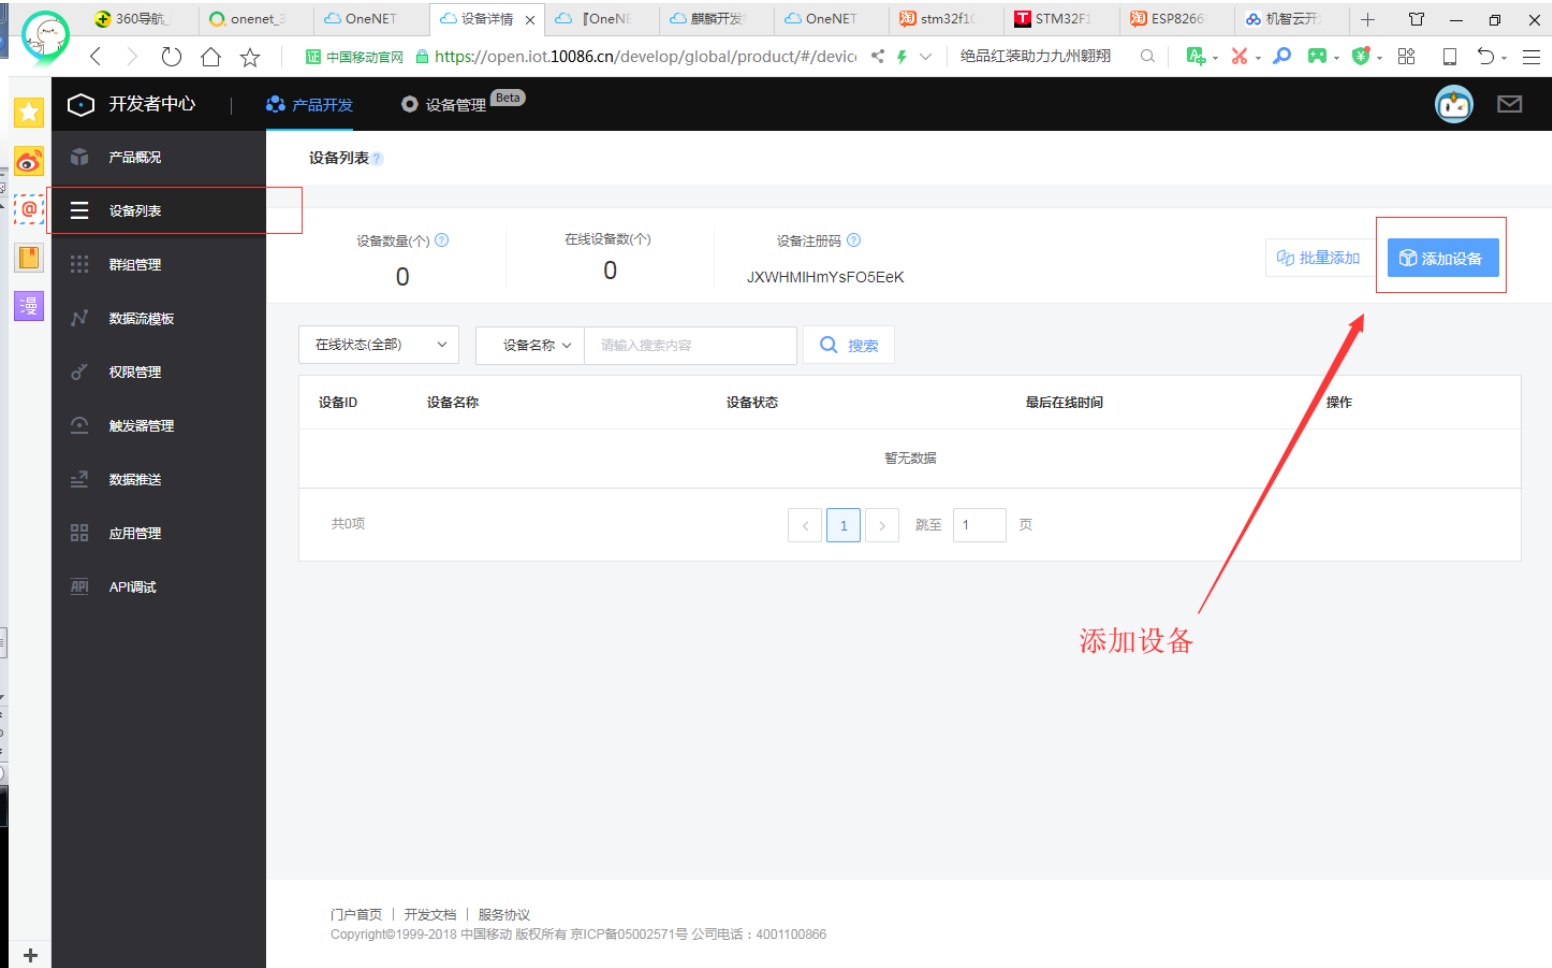 360导航_
onenet_3
OneNET
设备详情
『OneNE
麒麟开发
OneNET
stm32f10
STM32F1
ESP8266
机智云开
证 中国移动官网 https://open.iot.10086.cn/develop/global/product/#/devic
绝品红装助力九州翱翔
开发者中心
产品开发
设备管理 Beta
产品概况
设备列表
群组管理
数据流模板
权限管理
触发器管理
数据推送
应用管理
API API调试
漫
设备列表 ?
设备数量(个) ?
0
在线设备数(个)
0
设备注册码 ?
批量添加
添加设备
在线状态(全部)
设备名称
请输入搜索内容
搜索
设备ID 设备名称 设备状态 最后在线时间 操作
暂无数据
共0项
1
跳至 1 页
添加设备
门户首页 | 开发文档 | 服务协议
Copyright©1999-2018 中国移动 版权所有 京ICP备05002571号 公司电话：4001100866